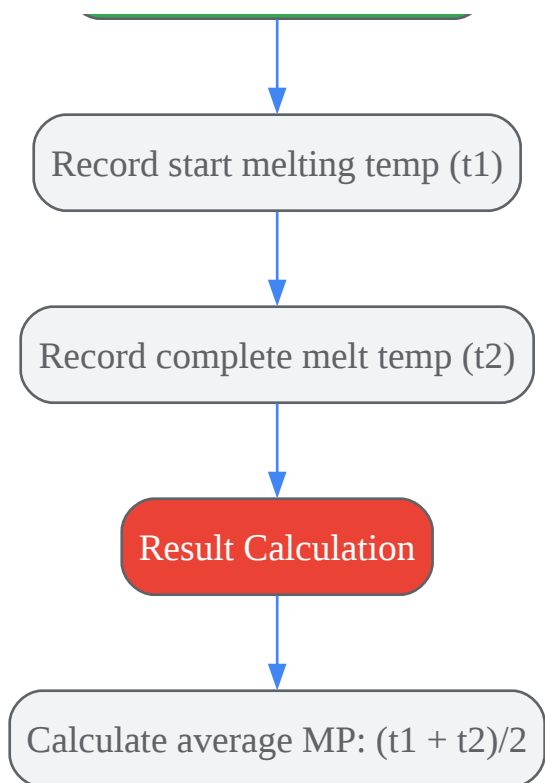 Record start melting temp (t1)
Record complete melt temp (t2)
Result Calculation
Calculate average MP: (t1 + t2)/2